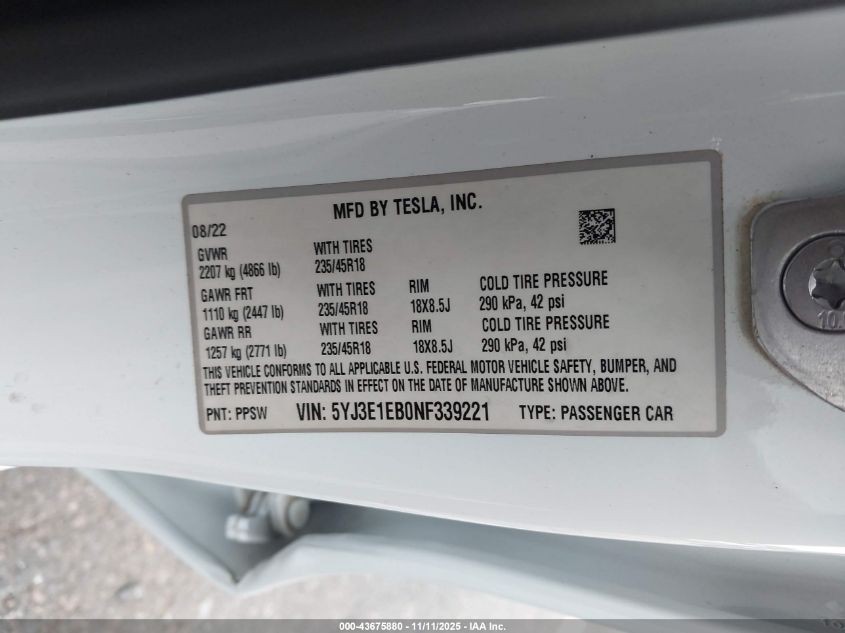 MFD BY TESLA, INC.
08/22
GVWR WITH TIRES
2207 kg (4866 lb) 235/45R18
GAWR FRT WITH TIRES RIM COLD TIRE PRESSURE
1110 kg (2447 lb) 235/45R18 18X8.5J 290 kPa, 42 psi
GAWR RR WITH TIRES RIM COLD TIRE PRESSURE
1257 kg (2771 lb) 235/45R18 18X8.5J 290 kPa, 42 psi
THIS VEHICLE CONFORMS TO ALL APPLICABLE U.S. FEDERAL MOTOR VEHICLE SAFETY, BUMPER, AND
THEFT PREVENTION STANDARDS IN EFFECT ON THE DATE OF MANUFACTURE SHOWN ABOVE.
PNT: PPSW VIN: 5YJ3E1EB0NF339221 TYPE: PASSENGER CAR
000-43675880 - 11/11/2025 - IAA Inc.